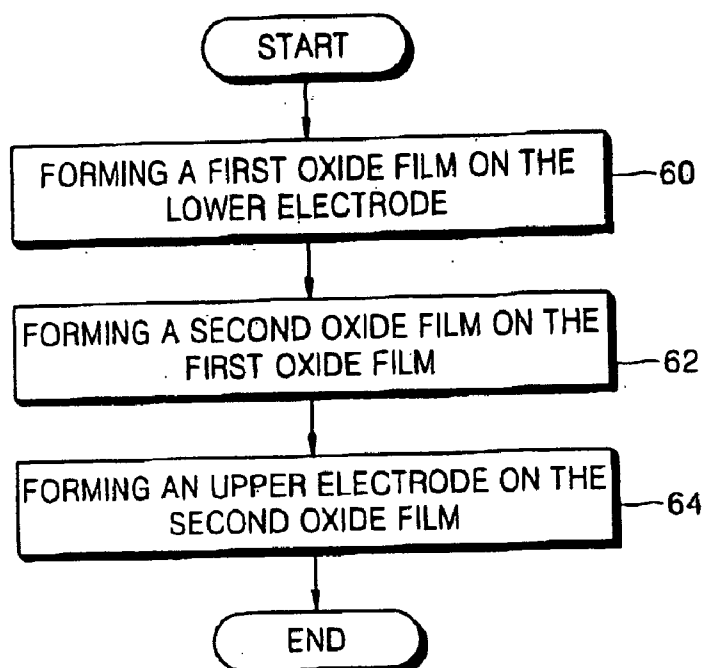 START
FORMING A FIRST OXIDE FILM ON THE
LOWER ELECTRODE
60
FORMING A SECOND OXIDE FILM ON THE
FIRST OXIDE FILM
62
FORMING AN UPPER ELECTRODE ON THE
SECOND OXIDE FILM
64
END